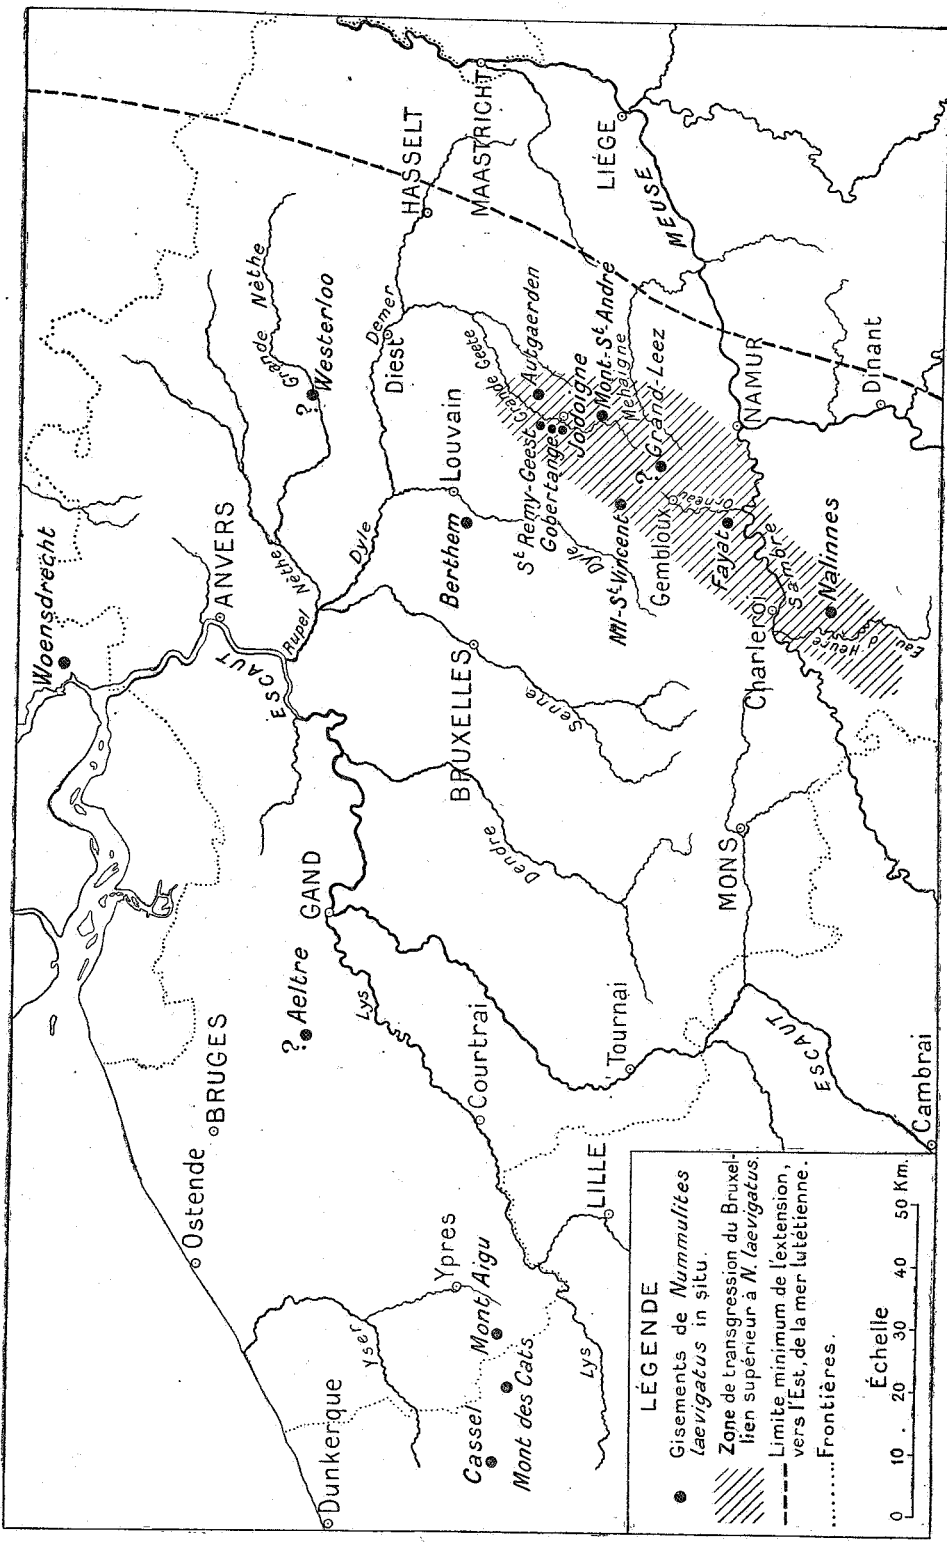 Woensdrecht
ANVERS
ESCAUT
Rupel
Nèthe
Grande Nèthe
? Westerloo
HASSELT
MAASTRICHT
LIÉGE
MEUSE
Demer
Diest
Dyle
Louvain
Berthem
Grande Geete
Autgaerden
St Remy-Geest
Gobertange
Jodoigne
Mont-St Andre
Mehaigne
? Grand-Leez
Dyle
Nil-St-Vincent
Gembloux
Orneau
Fayat
NAMUR
Dinant
Sambre
Charleroi
Nalinnes
Eau d'Heure
BRUXELLES
Senne
Dendre
MONS
GAND
? Aeltre
BRUGES
Ostende
Lys
Courtrai
Tournai
ESCAUT
Cambrai
LILLE
Ypres
Yser
Mont Aigu
Cassel
Mont des Cats
Lys
Dunkerque
LÉGENDE
Gisements de Nummulites
laevigatus in situ.
Zone de transgression du Bruxel-
lien supérieur à N. laevigatus.
Limite minimum de l'extension,
vers l'Est, de la mer lutétienne.
Frontières.
Échelle
0 10 20 30 40 50 Km.